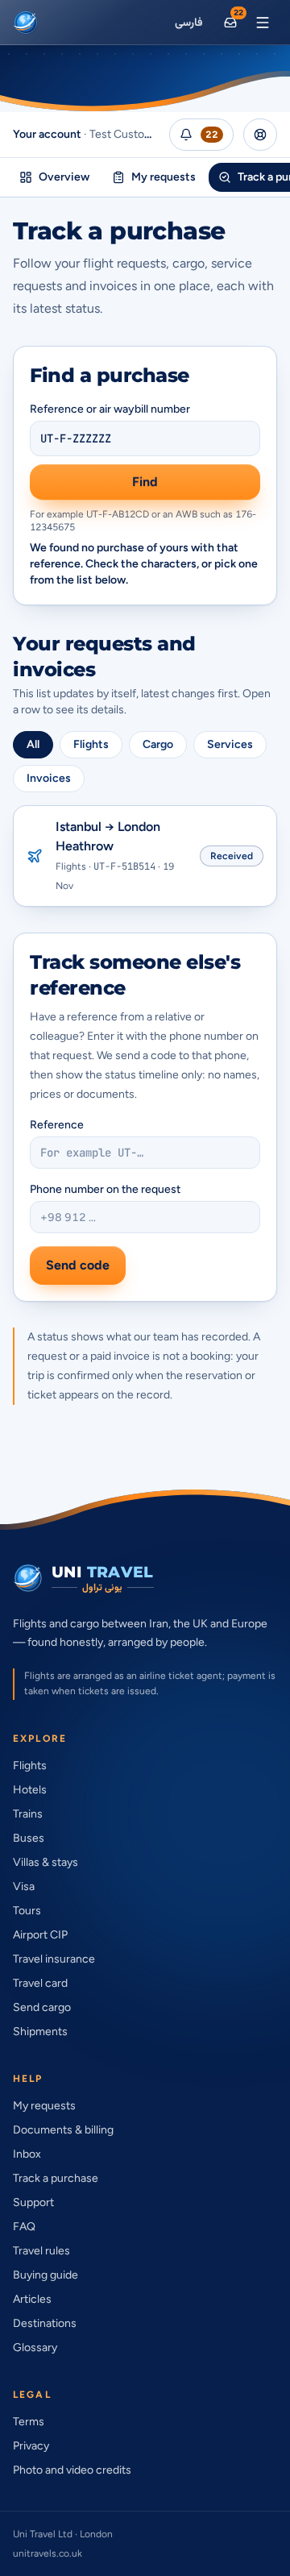 فارسی
22
Your account · Test Custo...
22
Overview
My requests
Track a pu
Track a purchase
Follow your flight requests, cargo, service
requests and invoices in one place, each with
its latest status.
Find a purchase
Reference or air waybill number
UT-F-ZZZZZZ
Find
For example UT-F-AB12CD or an AWB such as 176-
12345675
We found no purchase of yours with that
reference. Check the characters, or pick one
from the list below.
Your requests and
invoices
This list updates by itself, latest changes first. Open
a row to see its details.
All
Flights
Cargo
Services
Invoices
Istanbul → London
Heathrow
Flights · UT-F-51B514 · 19
Nov
Received
Track someone else's
reference
Have a reference from a relative or
colleague? Enter it with the phone number on
that request. We send a code to that phone,
then show the status timeline only: no names,
prices or documents.
Reference
For example UT-…
Phone number on the request
+98 912 …
Send code
A status shows what our team has recorded. A
request or a paid invoice is not a booking: your
trip is confirmed only when the reservation or
ticket appears on the record.
UNI TRAVEL
یونی تراول
Flights and cargo between Iran, the UK and Europe
— found honestly, arranged by people.
Flights are arranged as an airline ticket agent; payment is
taken when tickets are issued.
EXPLORE
Flights
Hotels
Trains
Buses
Villas & stays
Visa
Tours
Airport CIP
Travel insurance
Travel card
Send cargo
Shipments
HELP
My requests
Documents & billing
Inbox
Track a purchase
Support
FAQ
Travel rules
Buying guide
Articles
Destinations
Glossary
LEGAL
Terms
Privacy
Photo and video credits
Uni Travel Ltd · London
unitravels.co.uk